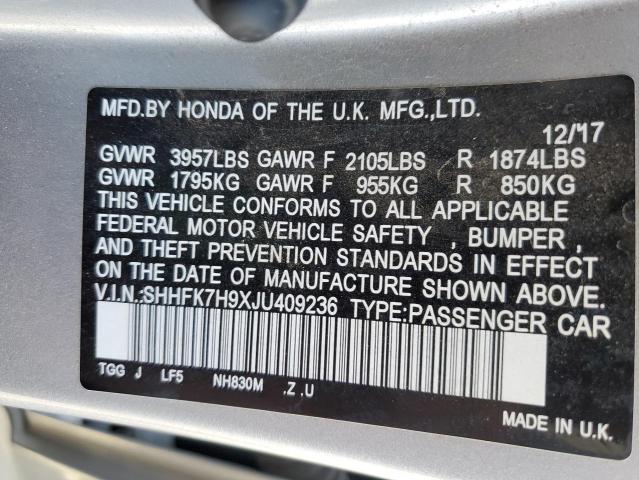 MFD.BY HONDA OF THE U.K. MFG.,LTD.
12/17
GVWR 3957LBS GAWR F 2105LBS R 1874LBS
GVWR 1795KG GAWR F 955KG R 850KG
THIS VEHICLE CONFORMS TO ALL APPLICABLE
FEDERAL MOTOR VEHICLE SAFETY , BUMPER ,
AND THEFT PREVENTION STANDARDS IN EFFECT
ON THE DATE OF MANUFACTURE SHOWN ABOVE.
V.I.N.:SHHFK7H9XJU409236 TYPE:PASSENGER CAR
TGG J LF5 NH830M .Z .U
MADE IN U.K.